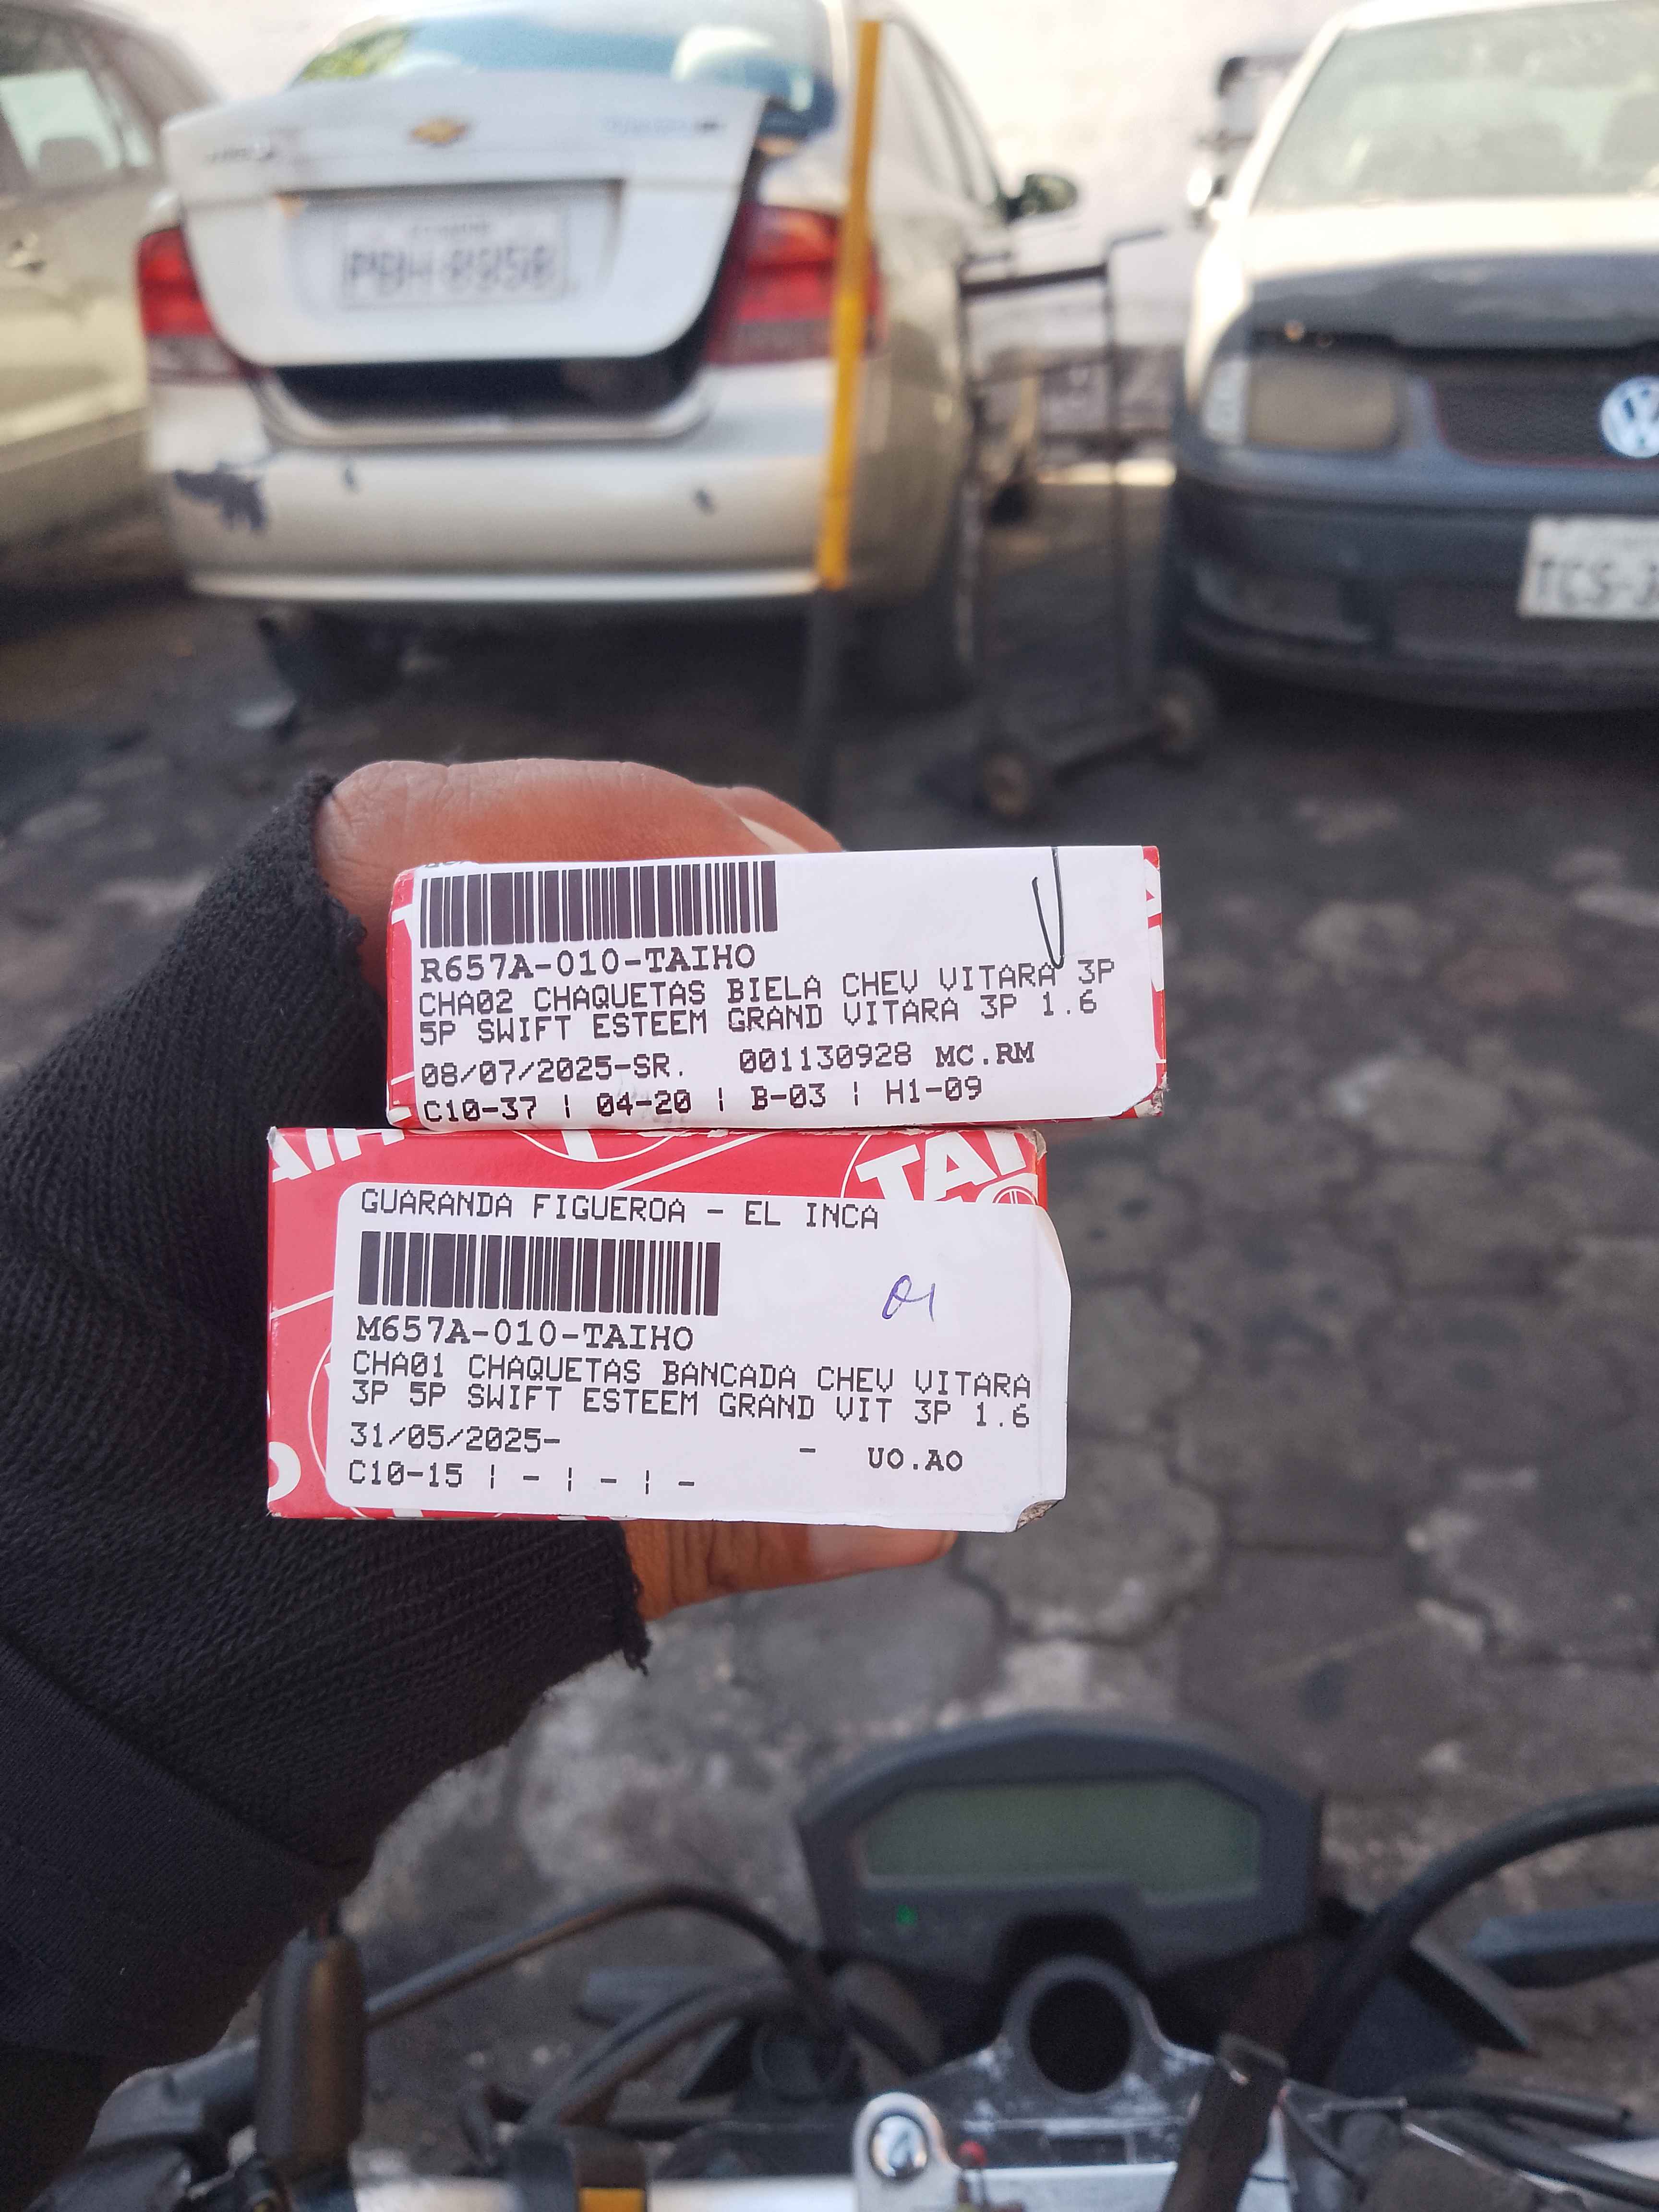 R657A-010-TAIHO
CHA02 CHAQUETAS BIELA CHEV VITARA 3P
5P SWIFT ESTEEM GRAND VITARA 3P 1.6
08/07/2025-SR. 001130928 MC.RM
C10-37 ¦ 04-20 ¦ B-03 ¦ H1-09
TAI
GUARANDA FIGUEROA - EL INCA
01
M657A-010-TAIHO
CHA01 CHAQUETAS BANCADA CHEV VITARA
3P 5P SWIFT ESTEEM GRAND VIT 3P 1.6
31/05/2025- - UO.AO
C10-15 ¦ - ¦ - ¦ -